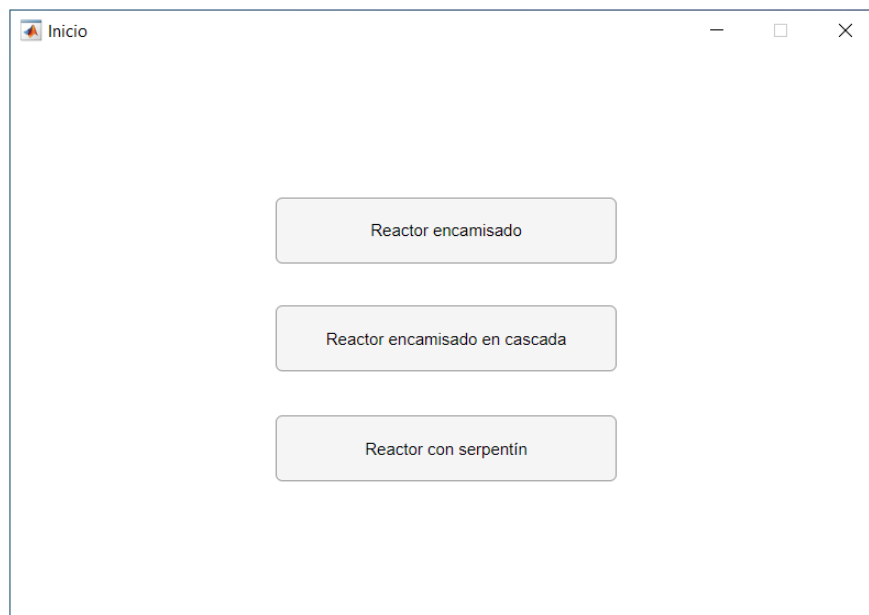 Inicio
Reactor encamisado
Reactor encamisado en cascada
Reactor con serpentín